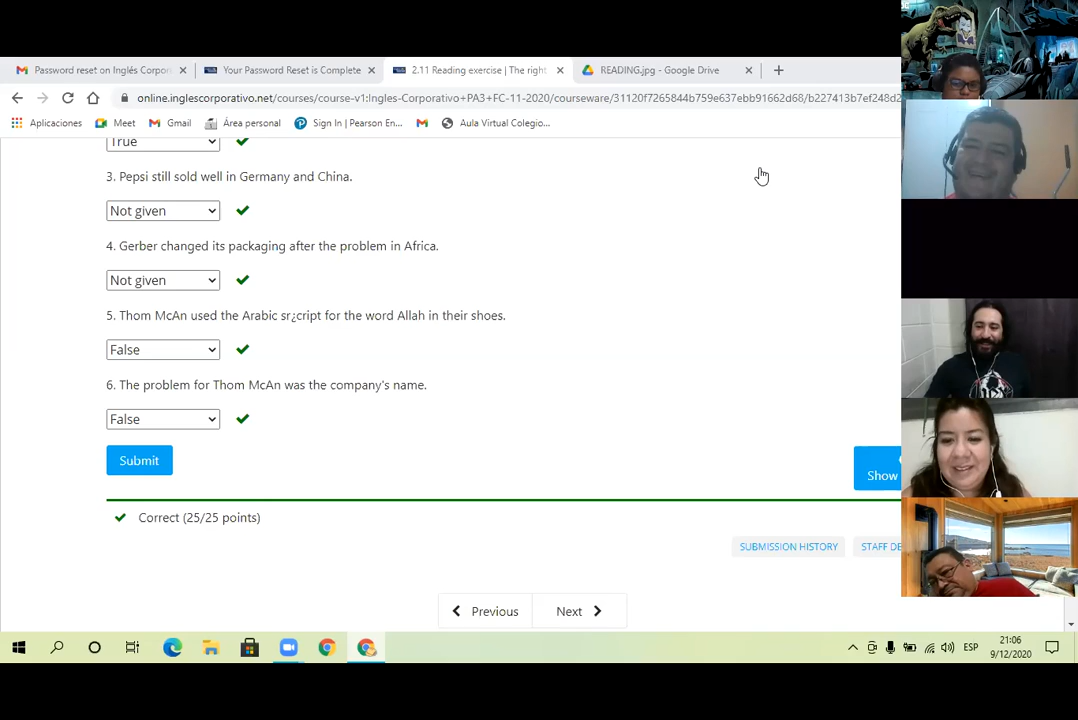 Password reset on Inglés Corpor
Your Password Reset is Complete
2.11 Reading exercise | The right
READING.jpg - Google Drive
online.inglescorporativo.net/courses/course-v1:Ingles-Corporativo+PA3+FC-11-2020/courseware/31120f7265844b759e637ebb91662d68/b227413b7ef248d2
Aplicaciones
Meet
Gmail
Área personal
Sign In | Pearson En...
Aula Virtual Colegio...
True
3. Pepsi still sold well in Germany and China.
Not given
4. Gerber changed its packaging after the problem in Africa.
Not given
5. Thom McAn used the Arabic sr¿cript for the word Allah in their shoes.
False
6. The problem for Thom McAn was the company's name.
False
Submit
Show
Correct (25/25 points)
SUBMISSION HISTORY
STAFF DE
Previous
Next
ESP
21:06
9/12/2020